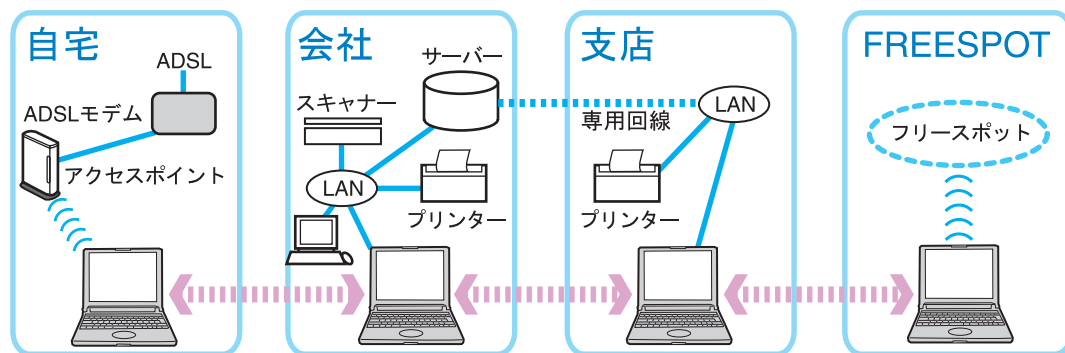 自宅
ADSL
ADSLモデム
アクセスポイント
会社
サーバー
スキャナー
LAN
プリンター
支店
LAN
専用回線
プリンター
FREESPOT
フリースポット